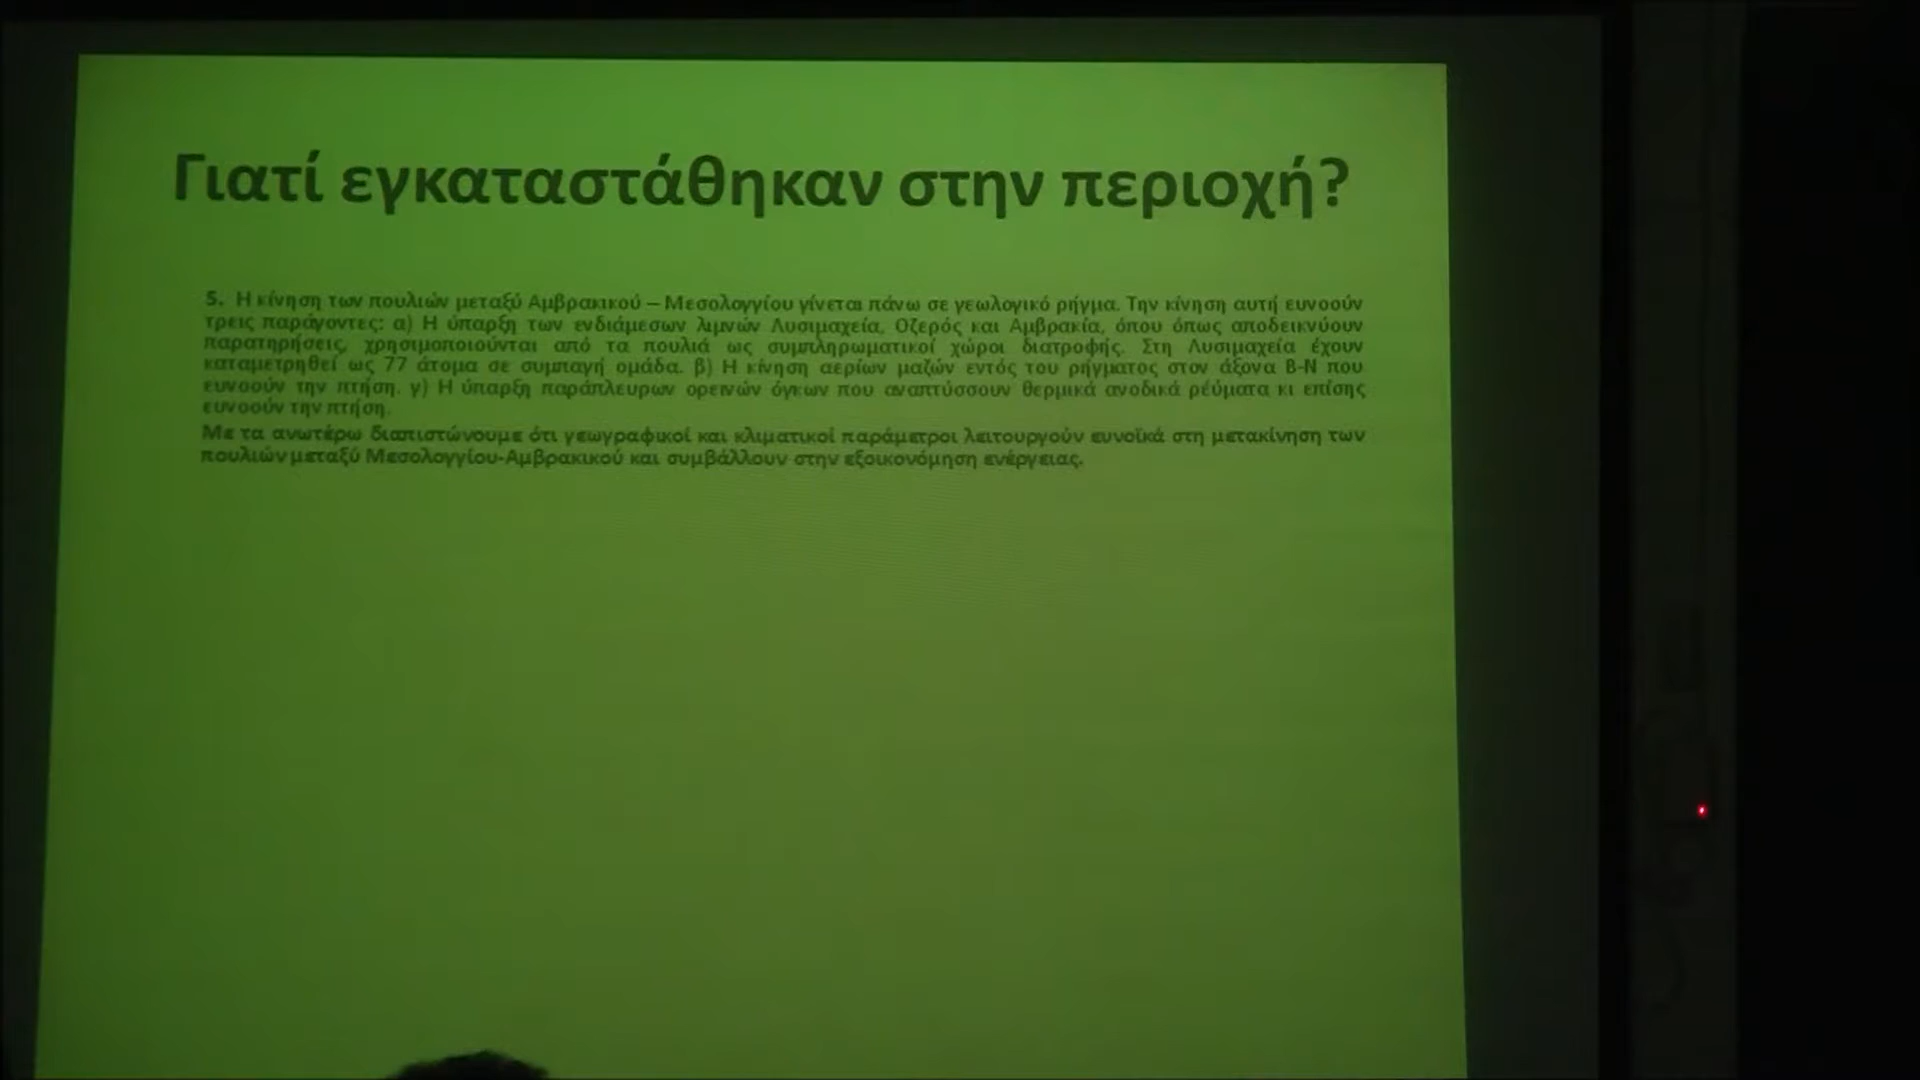 Γιατί εγκαταστάθηκαν στην περιοχή?
5. Η κίνηση των πουλιών μεταξύ Αμβρακικού – Μεσολογγίου γίνεται πάνω σε γεωλογικό ρήγμα. Την κίνηση αυτή ευνοούν
τρεις παράγοντες: α) Η ύπαρξη των ενδιάμεσων λιμνών Λυσιμαχεία, Οζερός και Αμβρακία, όπου όπως αποδεικνύουν
παρατηρήσεις, χρησιμοποιούνται από τα πουλιά ως συμπληρωματικοί χώροι διατροφής. Στη Λυσιμαχεία έχουν
καταμετρηθεί ως 77 άτομα σε συμπαγή ομάδα. β) Η κίνηση αερίων μαζών εντός του ρήγματος στον άξονα Β-Ν που
ευνοούν την πτήση. γ) Η ύπαρξη παράπλευρων ορεινών όγκων που αναπτύσσουν θερμικά ανοδικά ρεύματα κι επίσης
ευνοούν την πτήση.
Με τα ανωτέρω διαπιστώνουμε ότι γεωγραφικοί και κλιματικοί παράμετροι λειτουργούν ευνοϊκά στη μετακίνηση των
πουλιών μεταξύ Μεσολογγίου-Αμβρακικού και συμβάλλουν στην εξοικονόμηση ενέργειας.